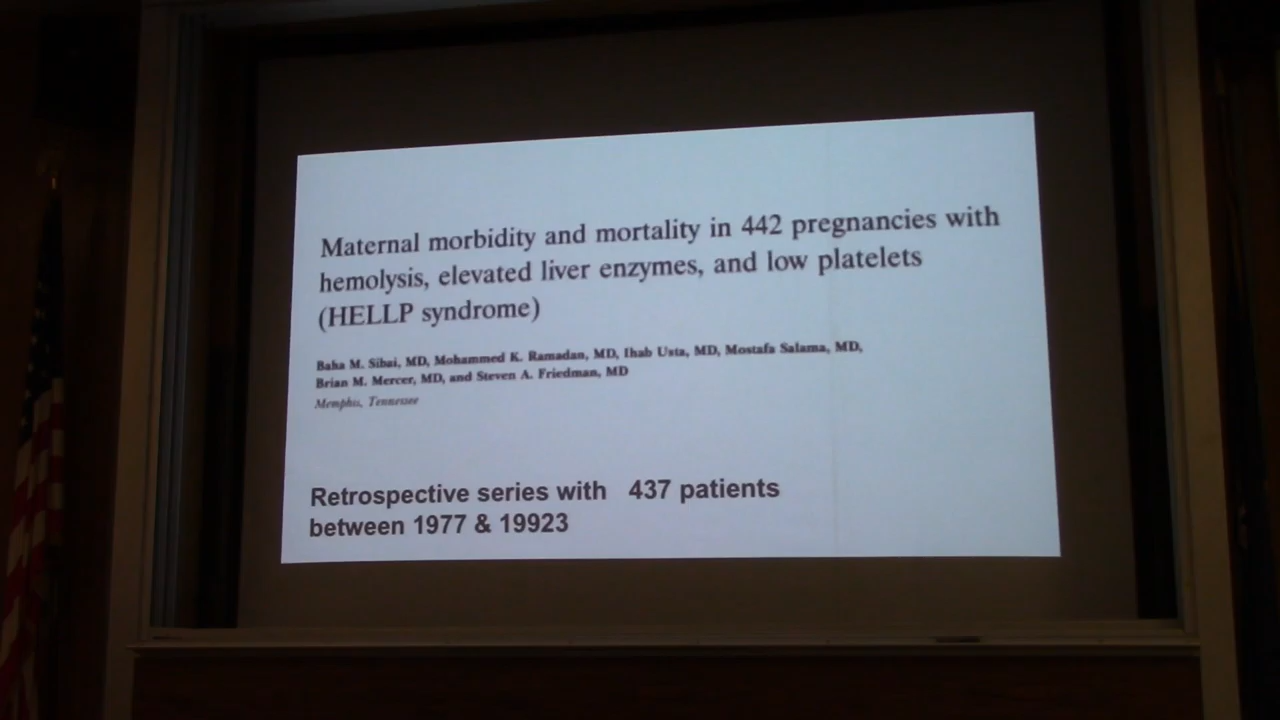 Maternal morbidity and mortality in 442 pregnancies with
hemolysis, elevated liver enzymes, and low platelets
(HELLP syndrome)
Baha M. Sibai, MD, Mohammed K. Ramadan, MD, Ihab Usta, MD, Mostafa Salama, MD,
Brian M. Mercer, MD, and Steven A. Friedman, MD
Memphis, Tennessee
Retrospective series with 437 patients
between 1977 & 19923